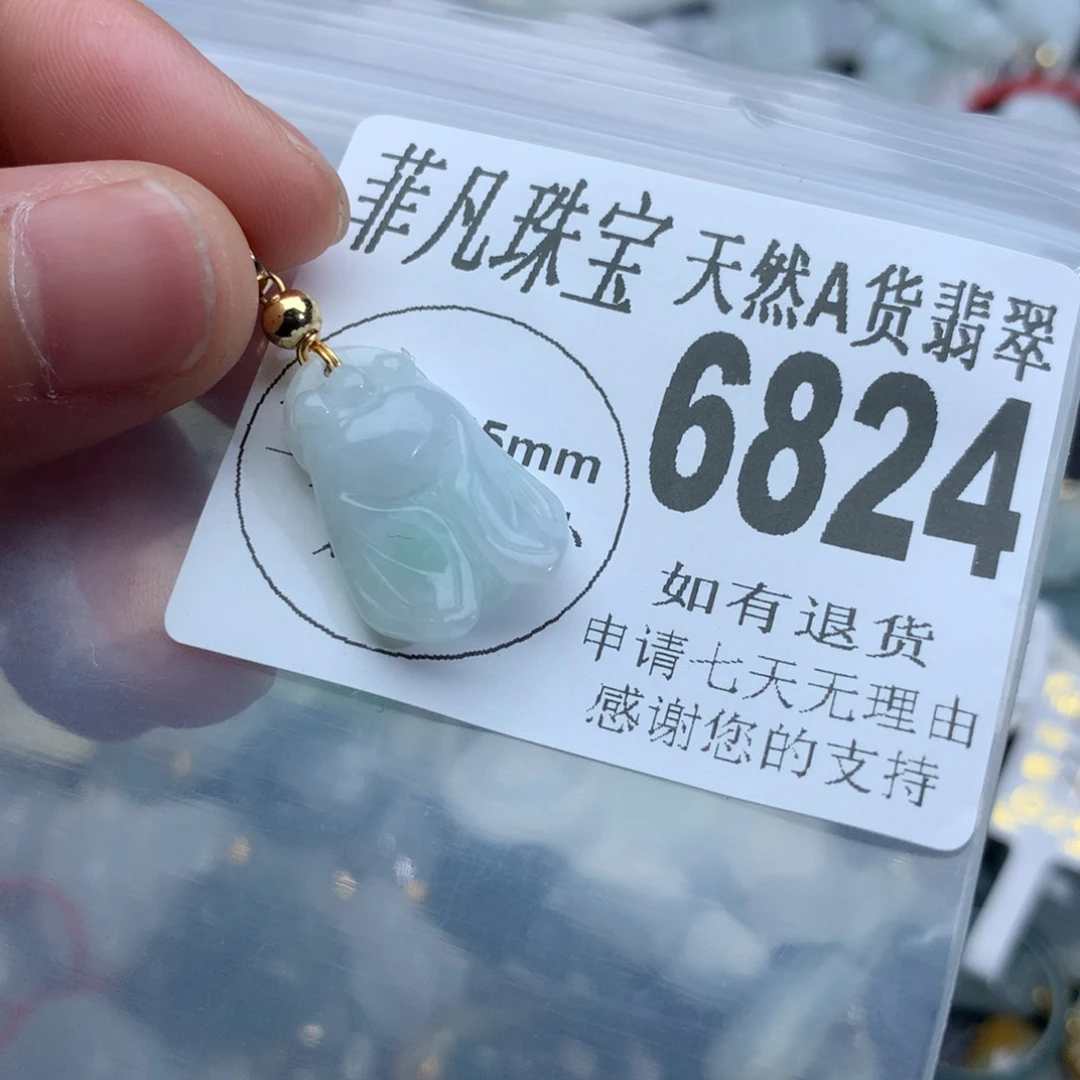 菲凡珠宝 天然A货翡翠
6824
5mm
如有退货
申请七天无理由
感谢您的支持